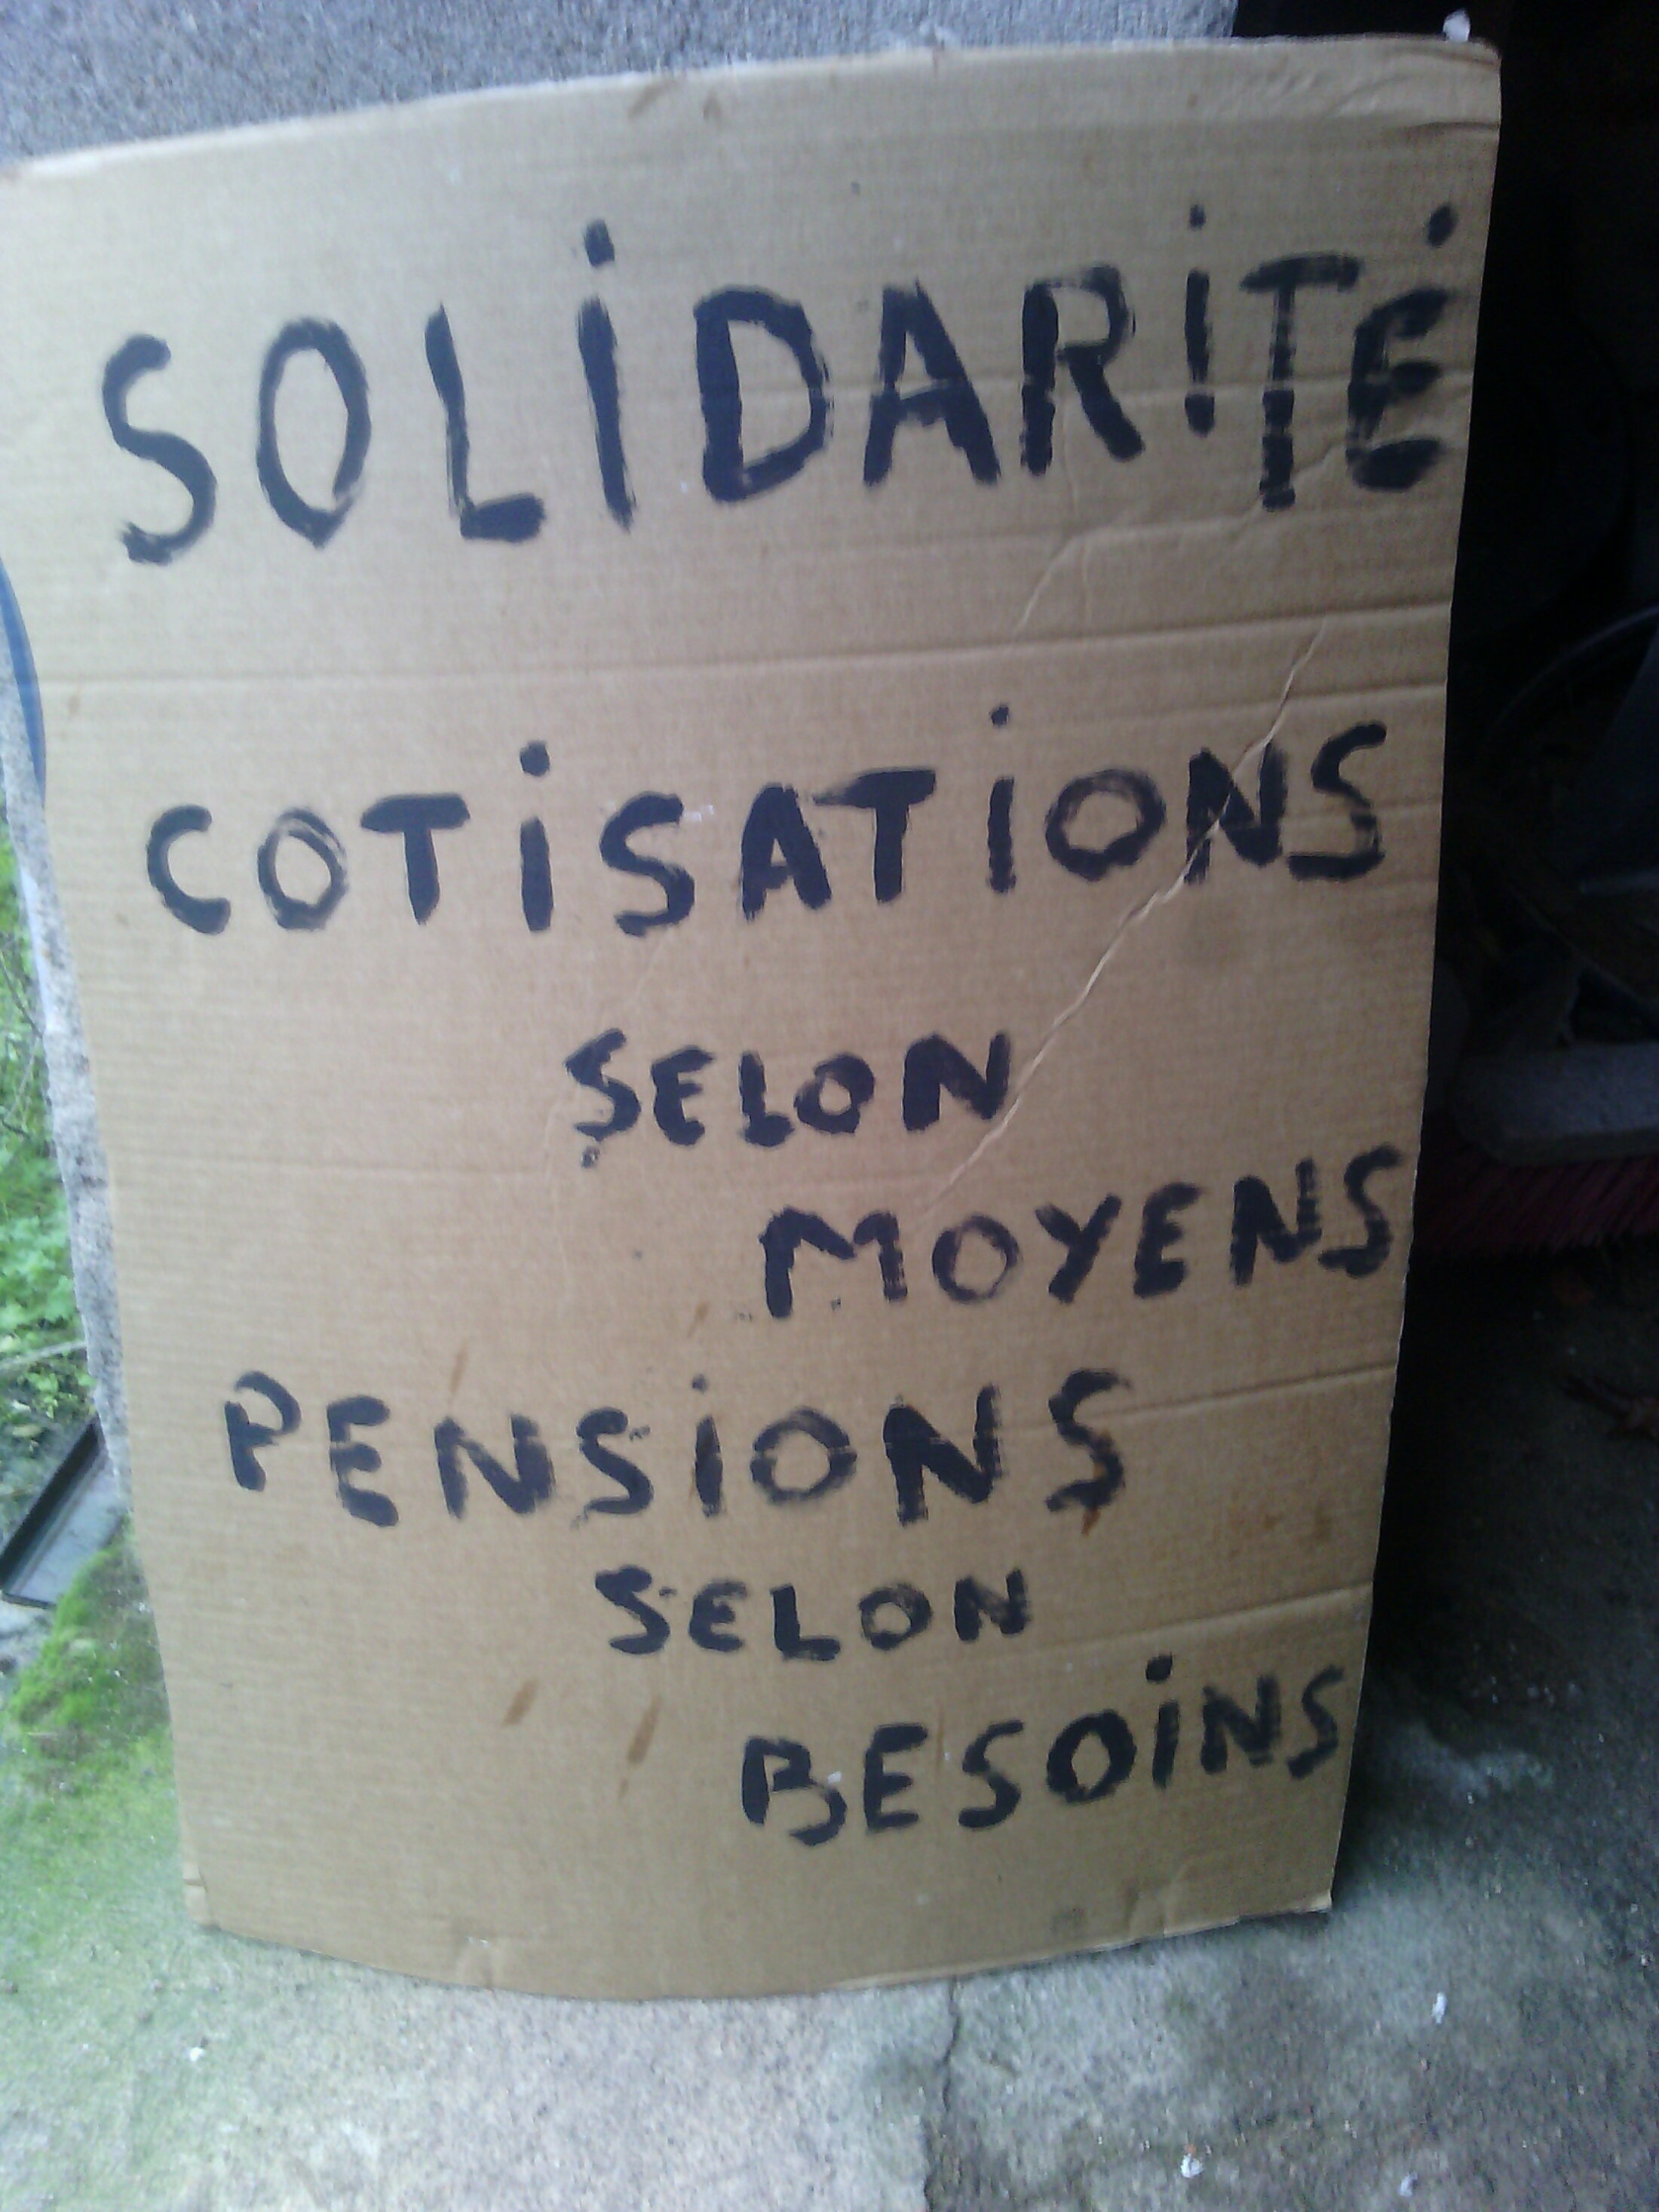 SOLiDARiTÉ
COTiSATiONS
SELON
MOYENS
PENSiONS
SELON
BESOiNS